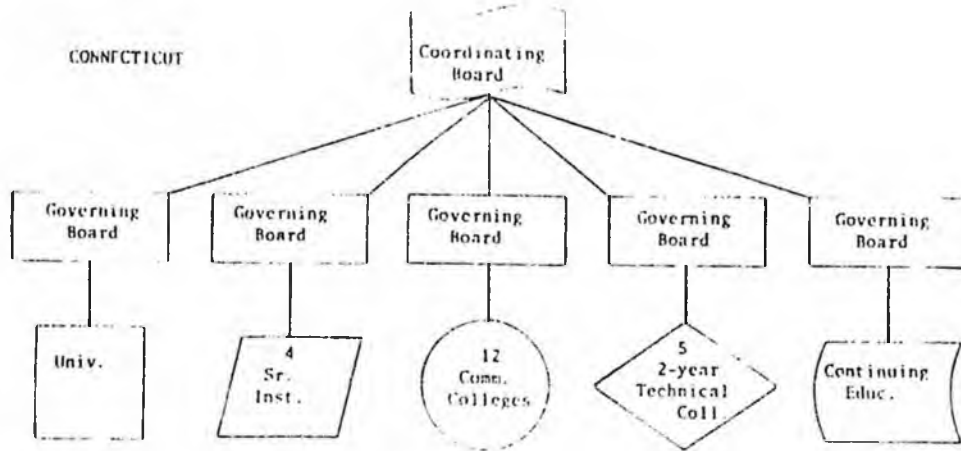 CONNECTICUT
Coordinating
Board
Governing
Board
Governing
Board
Governing
Board
Governing
Board
Governing
Board
Univ.
4
Sr.
Inst.
12
Comm.
Colleges
5
2-year
Technical
Coll
Continuing
Educ.